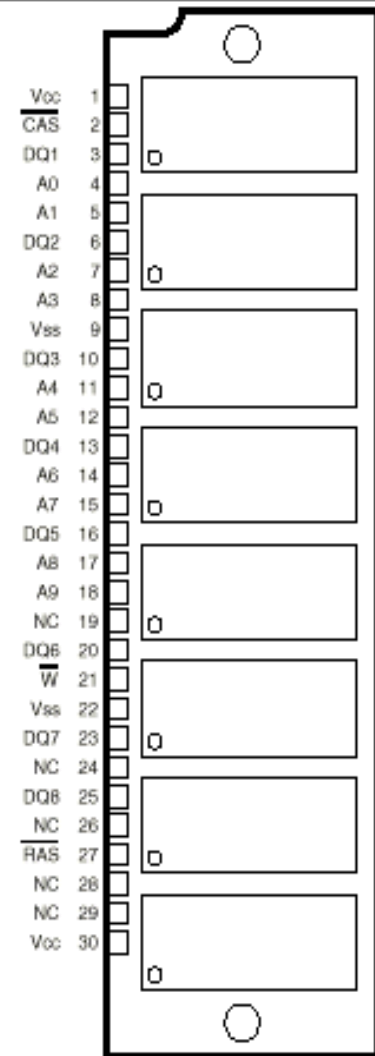 Vcc 1
C̅A̅S̅ 2
DQ1 3
A0 4
A1 5
DQ2 6
A2 7
A3 8
Vss 9
DQ3 10
A4 11
A5 12
DQ4 13
A6 14
A7 15
DQ5 16
A8 17
A9 18
NC 19
DQ6 20
W̅ 21
Vss 22
DQ7 23
NC 24
DQ8 25
NC 26
R̅A̅S̅ 27
NC 28
NC 29
Vcc 30